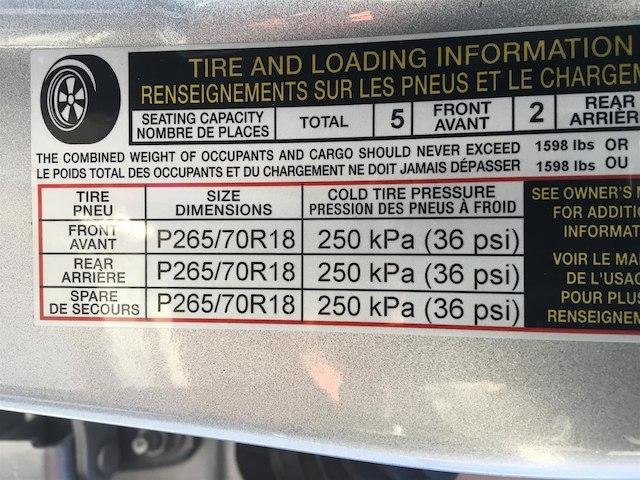 TIRE AND LOADING INFORMATION
RENSEIGNEMENTS SUR LES PNEUS ET LE CHARGEM
SEATING CAPACITY
NOMBRE DE PLACES
TOTAL 5
FRONT
AVANT
2
REAR
ARRIÈR
THE COMBINED WEIGHT OF OCCUPANTS AND CARGO SHOULD NEVER EXCEED 1598 lbs OR
LE POIDS TOTAL DES OCCUPANTS ET DU CHARGEMENT NE DOIT JAMAIS DÉPASSER 1598 lbs OU
TIRE
PNEU
SIZE
DIMENSIONS
COLD TIRE PRESSURE
PRESSION DES PNEUS À FROID
FRONT
AVANT
P265/70R18 250 kPa (36 psi)
REAR
ARRIÈRE
P265/70R18 250 kPa (36 psi)
SPARE
DE SECOURS
P265/70R18 250 kPa (36 psi)
SEE OWNER'S
FOR ADDITIO
INFORMAT
VOIR LE MA
DE L'USAG
POUR PLUS
RENSEIGNEM